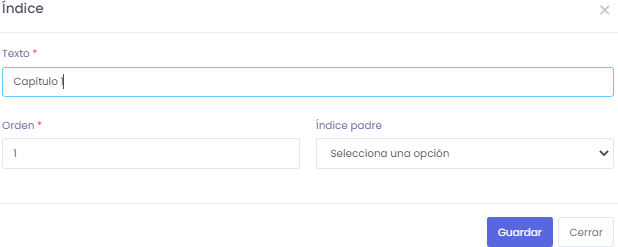 Índice
Texto *
Capítulo 1
Orden *
Índice padre
1
Selecciona una opción
Guardar
Cerrar